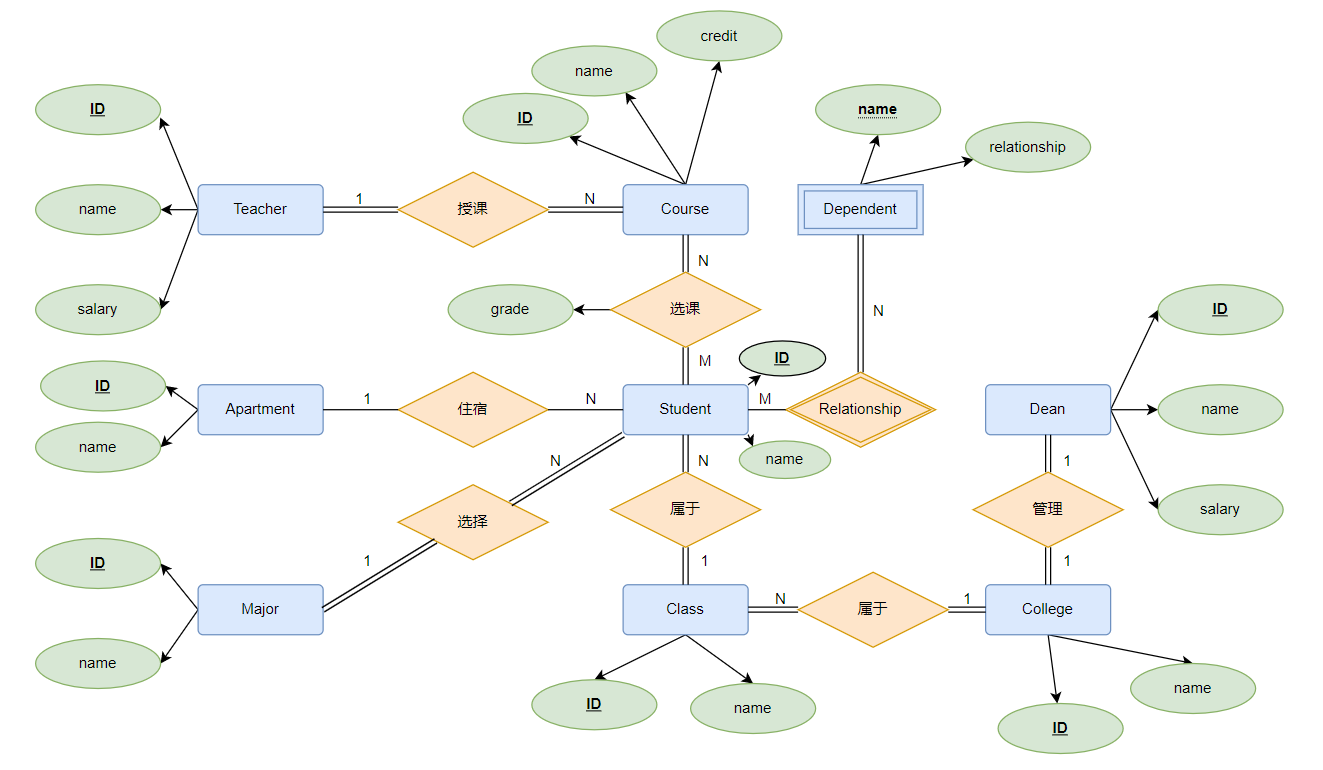 credit
name
ID
name
ID
relationship
ID
name
Teacher
1
授课
N
Course
Dependent
salary
N
grade
选课
N
ID
M
ID
ID
name
Apartment
1
住宿
N
Student
M
Relationship
Dean
name
name
N
N
name
1
选择
属于
管理
salary
ID
1
1
1
Major
Class
N
属于
1
College
name
ID
name
name
ID